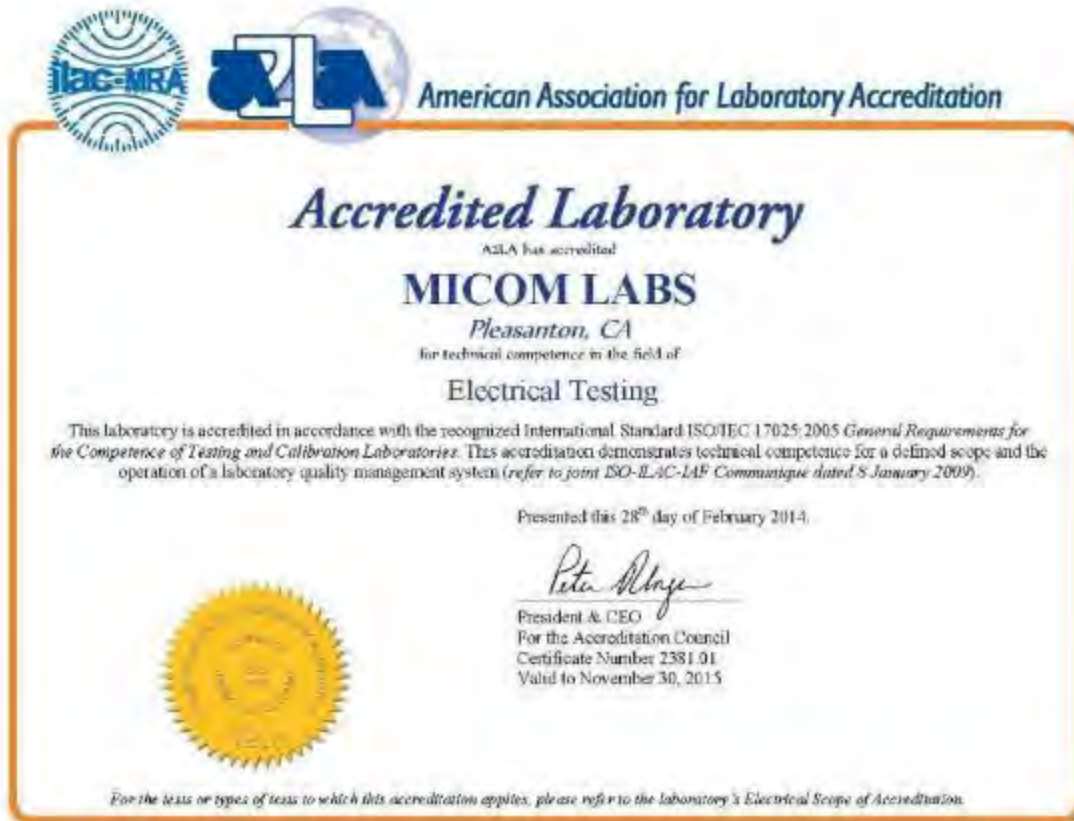 ilac-MRA
A2LA
American Association for Laboratory Accreditation
Accredited Laboratory
A2LA has accredited
MICOM LABS
Pleasanton, CA
for technical competence in the field of
Electrical Testing
This laboratory is accredited in accordance with the recognized International Standard ISO/IEC 17025:2005 General Requirements for
the Competence of Testing and Calibration Laboratories. This accreditation demonstrates technical competence for a defined scope and the
operation of a laboratory quality management system (refer to joint ISO-ILAC-IAF Communique dated 8 January 2009).
Presented this 28th day of February 2014.
Peter
President & CEO
For the Accreditation Council
Certificate Number 2381.01
Valid to November 30, 2015
For the tests or types of tests to which this accreditation applies, please refer to the laboratory's Electrical Scope of Accreditation.